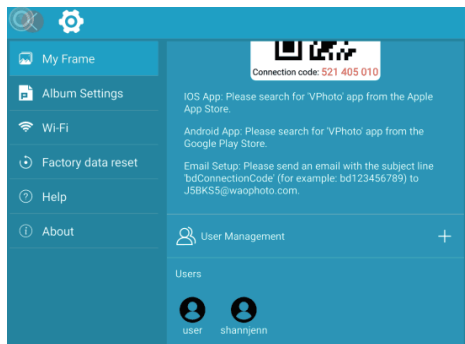 My Frame
Album Settings
Wi-Fi
Factory data reset
Help
About
Connection code: 521 405 010
IOS App: Please search for 'VPhoto' app from the Apple
App Store.
Android App: Please search for 'VPhoto' app from the
Google Play Store.
Email Setup: Please send an email with the subject line
'bdConnectionCode' (for example: bd123456789) to
J5BKS5@waophoto.com.
User Management
Users
user
shannjenn